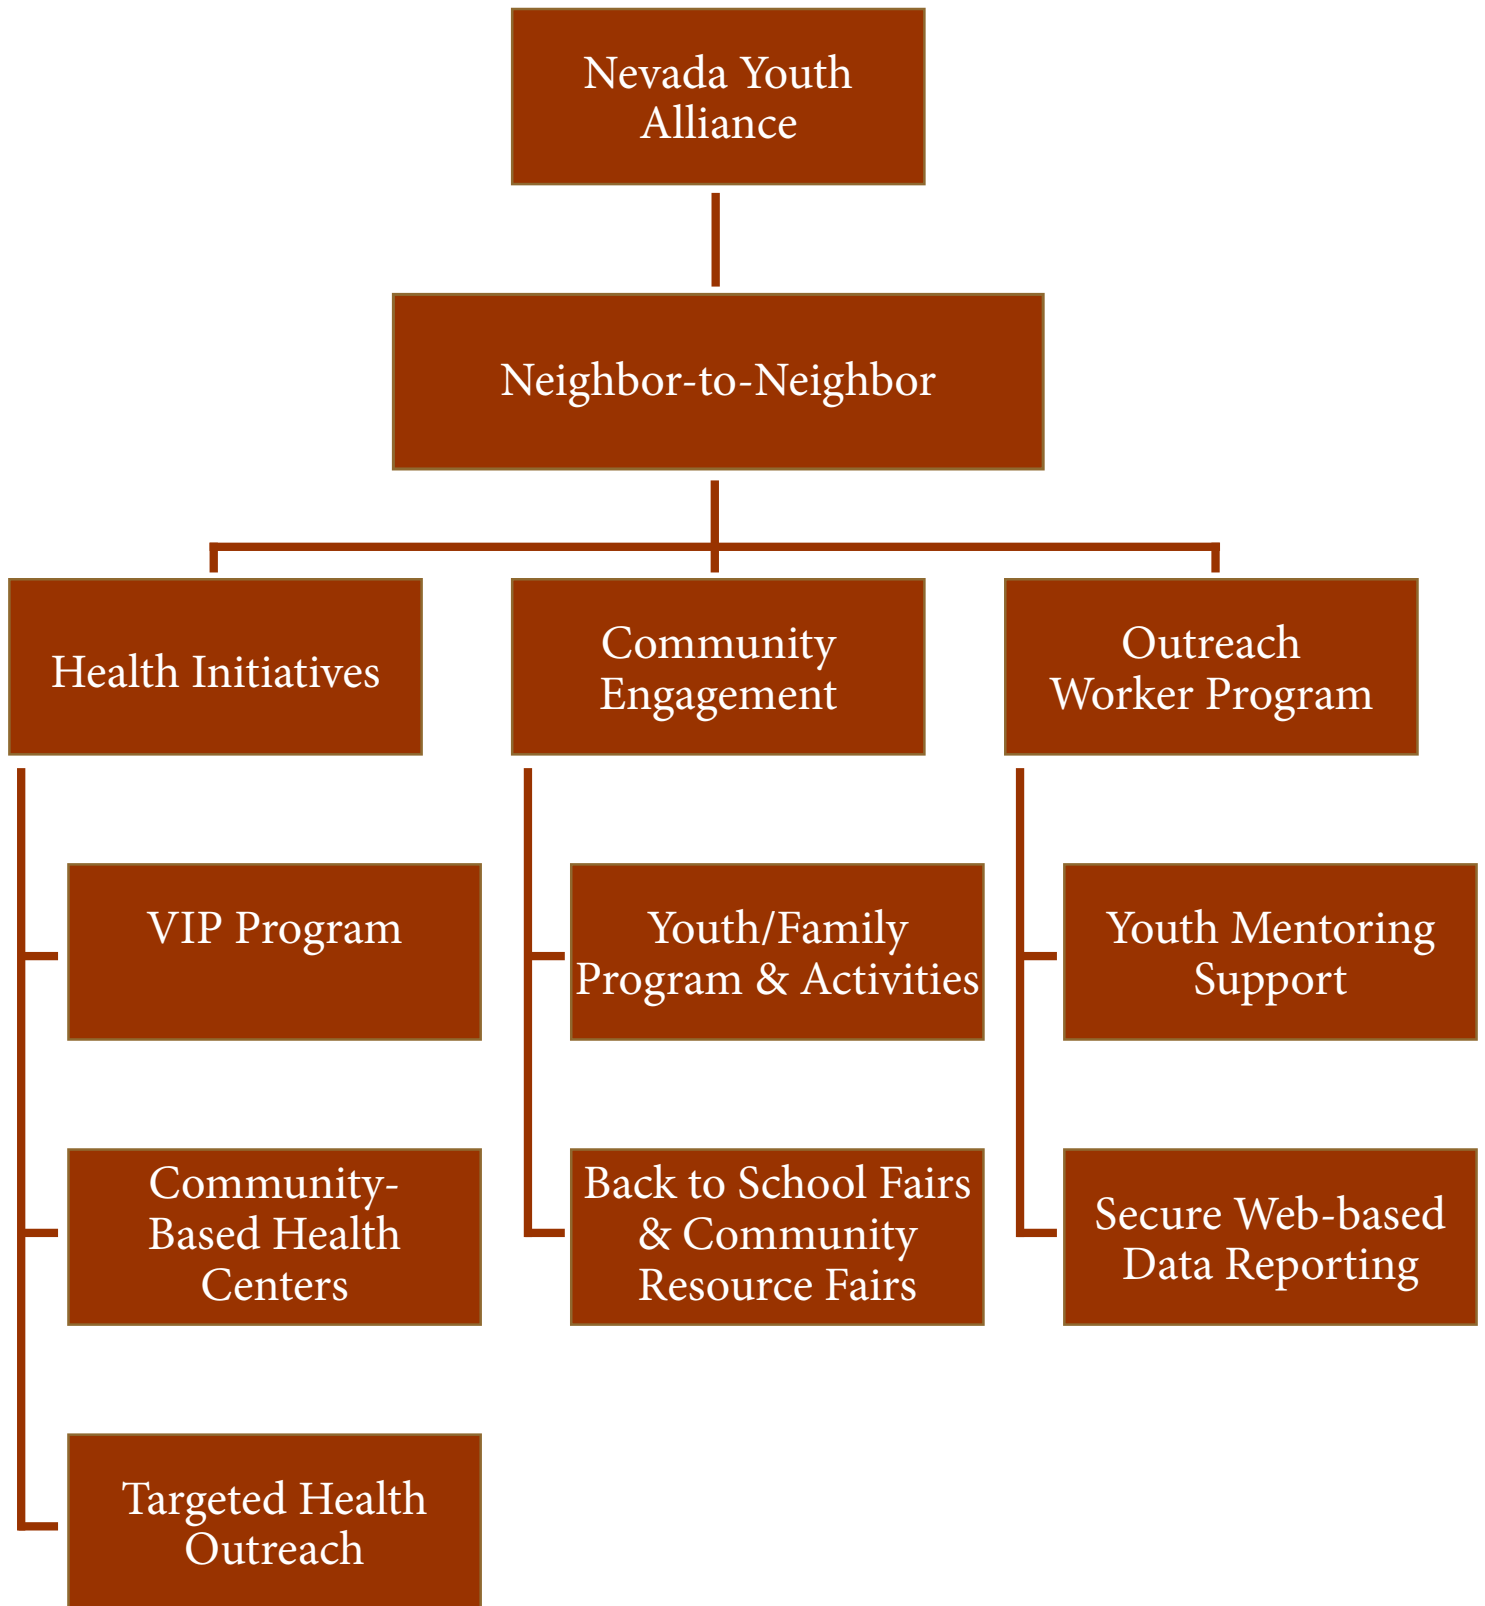 Nevada Youth
Alliance
Neighbor-to-Neighbor
Health Initiatives
Community
Engagement
Outreach
Worker Program
VIP Program
Youth/Family
Program & Activities
Youth Mentoring
Support
Community-
Based Health
Centers
Back to School Fairs
& Community
Resource Fairs
Secure Web-based
Data Reporting
Targeted Health
Outreach